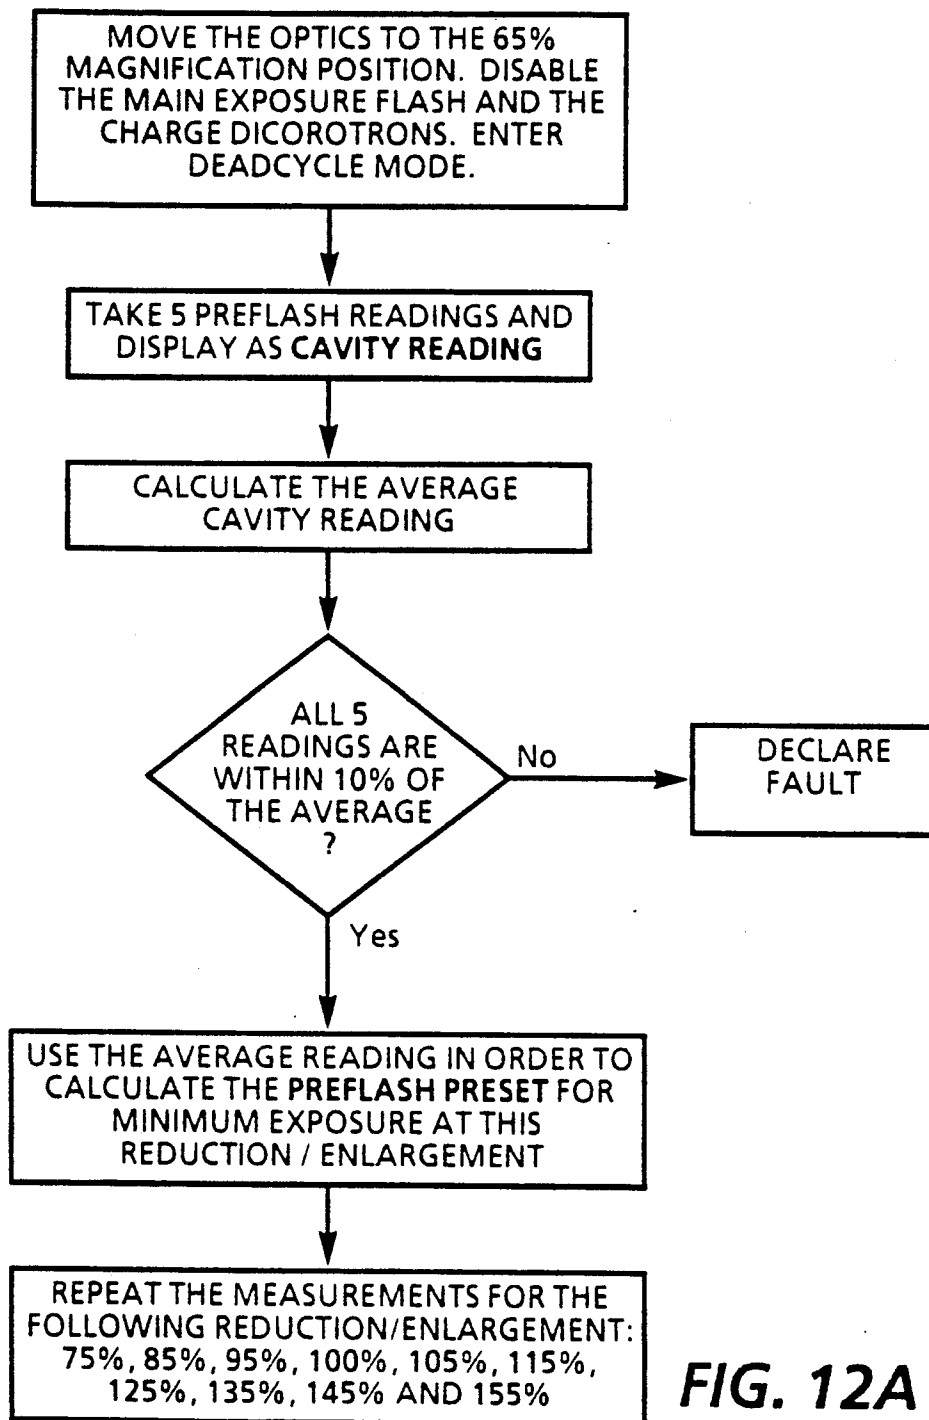 MOVE THE OPTICS TO THE 65%
MAGNIFICATION POSITION. DISABLE
THE MAIN EXPOSURE FLASH AND THE
CHARGE DICOROTRONS. ENTER
DEADCYCLE MODE.
TAKE 5 PREFLASH READINGS AND
DISPLAY AS CAVITY READING
CALCULATE THE AVERAGE
CAVITY READING
ALL 5
READINGS ARE
WITHIN 10% OF
THE AVERAGE
?
No
DECLARE
FAULT
Yes
USE THE AVERAGE READING IN ORDER TO
CALCULATE THE PREFLASH PRESET FOR
MINIMUM EXPOSURE AT THIS
REDUCTION / ENLARGEMENT
REPEAT THE MEASUREMENTS FOR THE
FOLLOWING REDUCTION/ENLARGEMENT:
75%, 85%, 95%, 100%, 105%, 115%,
125%, 135%, 145% AND 155%
FIG. 12A